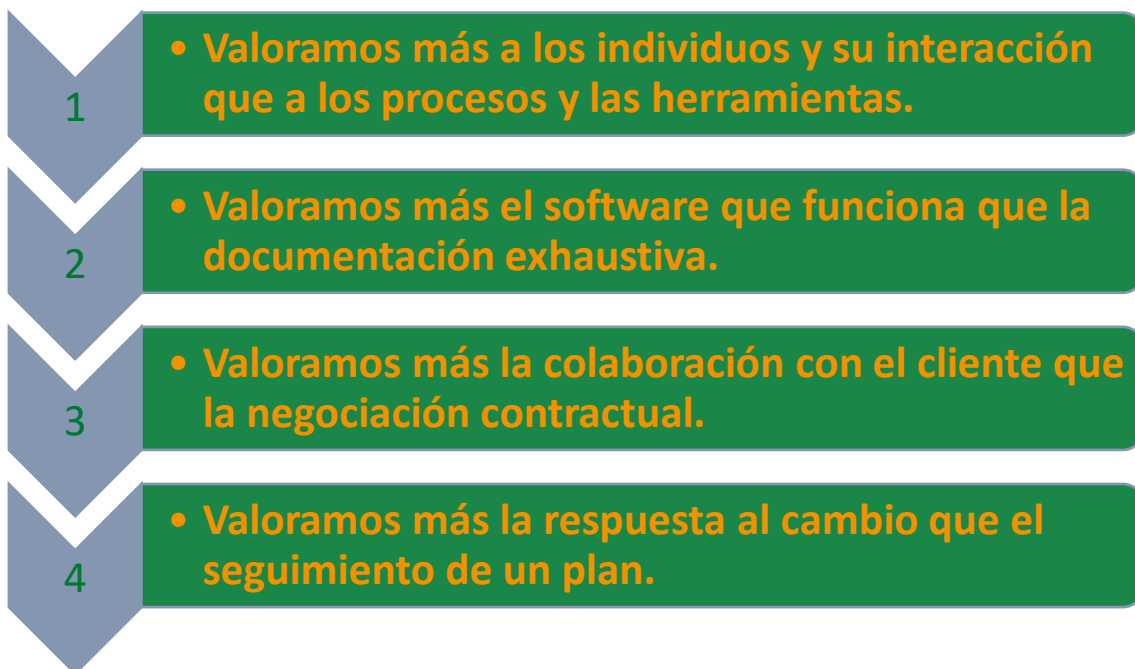 1
• Valoramos más a los individuos y su interacción
que a los procesos y las herramientas.
2
• Valoramos más el software que funciona que la
documentación exhaustiva.
3
• Valoramos más la colaboración con el cliente que
la negociación contractual.
4
• Valoramos más la respuesta al cambio que el
seguimiento de un plan.